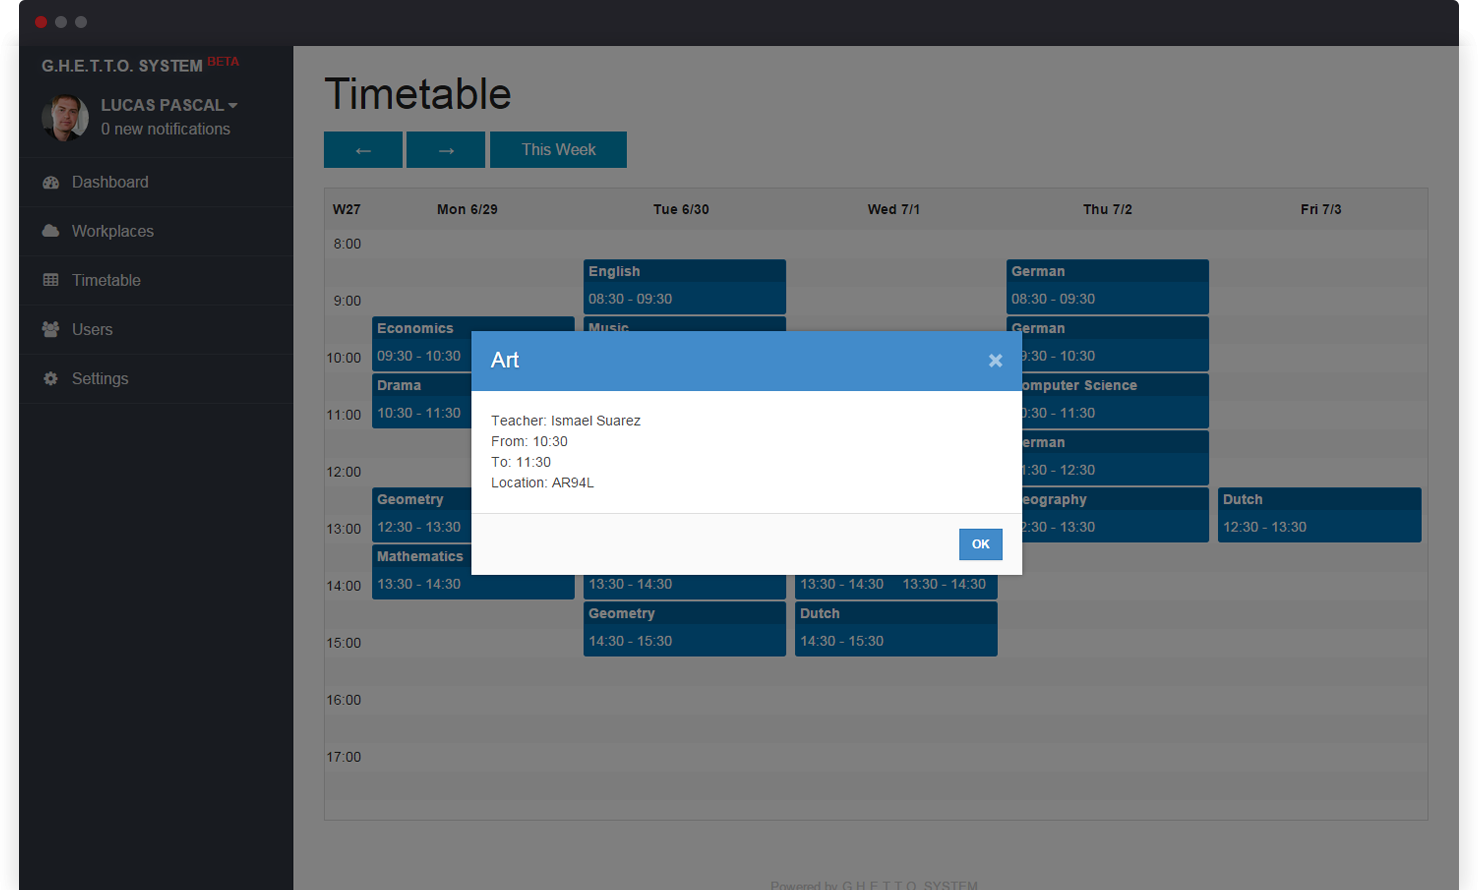 G.H.E.T.T.O. SYSTEM BETA
LUCAS PASCAL
0 new notifications
Dashboard
Workplaces
Timetable
Users
Settings
Timetable
← → This Week
W27 Mon 6/29 Tue 6/30 Wed 7/1 Thu 7/2 Fri 7/3
8:00
9:00
10:00
11:00
12:00
13:00
14:00
15:00
16:00
17:00
Economics
09:30 - 10:30
Drama
10:30 - 11:30
Geometry
12:30 - 13:30
Mathematics
13:30 - 14:30
English
08:30 - 09:30
Music
13:30 - 14:30
Geometry
14:30 - 15:30
13:30 - 14:30 13:30 - 14:30
Dutch
14:30 - 15:30
German
08:30 - 09:30
German
9:30 - 10:30
omputer Science
0:30 - 11:30
erman
1:30 - 12:30
eography
2:30 - 13:30
Dutch
12:30 - 13:30
Art ×
Teacher: Ismael Suarez
From: 10:30
To: 11:30
Location: AR94L
OK
Powered by G.H.E.T.T.O. SYSTEM